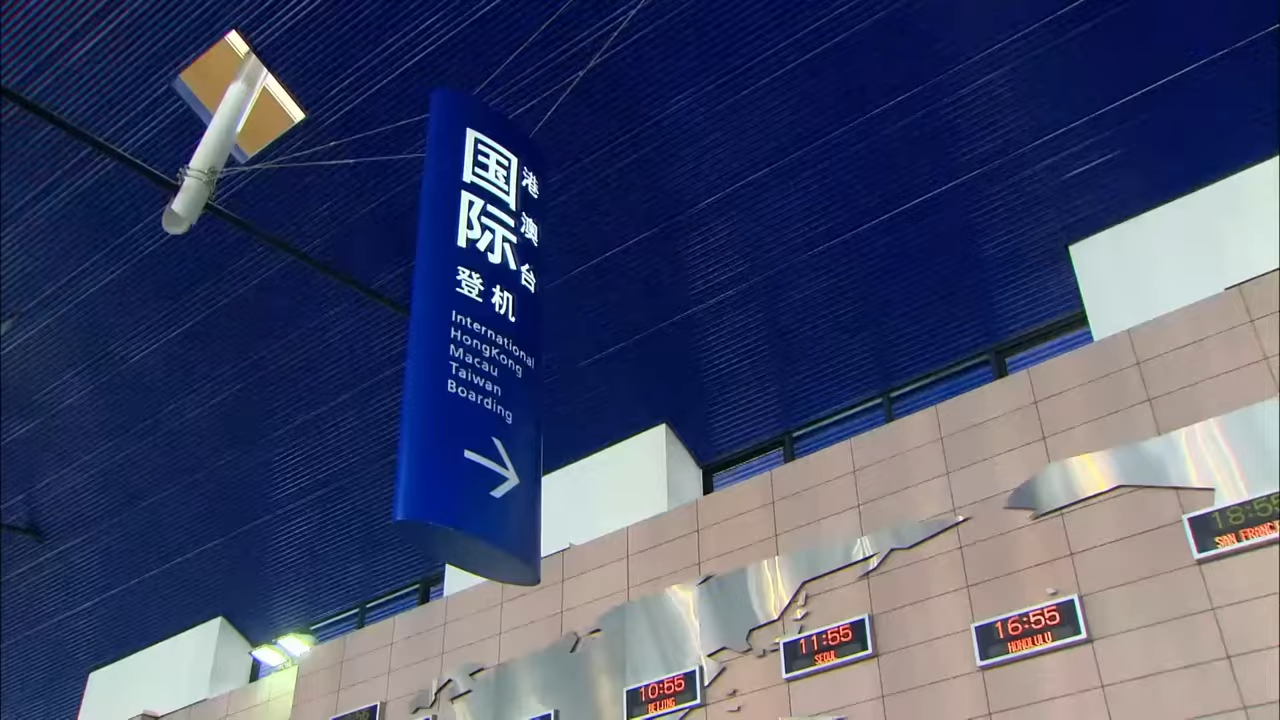 国际
港澳台
登机
International
HongKong
Macau
Taiwan
Boarding
18:55
SAN FRANC
11:55
SEOUL
16:55
HONOLULU
10:55
BEIJING